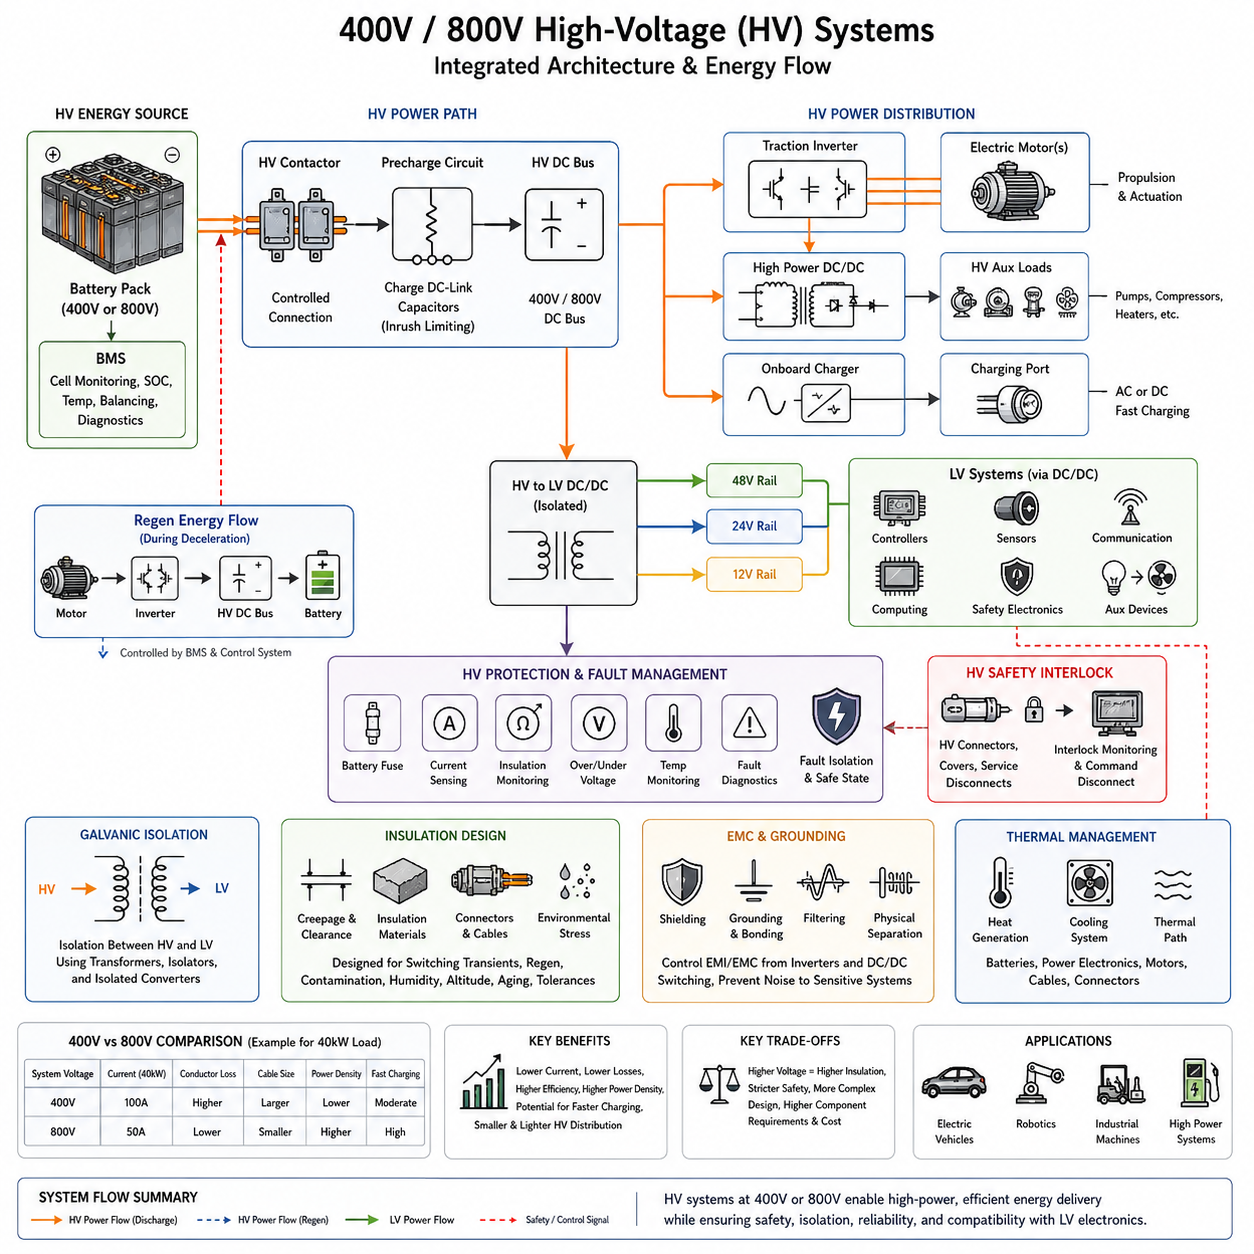 400V / 800V High-Voltage (HV) Systems
Integrated Architecture & Energy Flow
HV ENERGY SOURCE
+
−
Battery Pack
(400V or 800V)
BMS
Cell Monitoring, SOC,
Temp, Balancing,
Diagnostics
HV POWER PATH
HV Contactor
Controlled
Connection
Precharge Circuit
Charge DC-Link
Capacitors
(Inrush Limiting)
HV DC Bus
+
−
400V / 800V
DC Bus
HV POWER DISTRIBUTION
Traction Inverter
Electric Motor(s)
Propulsion
& Actuation
High Power DC/DC
HV Aux Loads
Pumps, Compressors,
Heaters, etc.
Onboard Charger
Charging Port
AC or DC
Fast Charging
HV to LV DC/DC
(Isolated)
48V Rail
24V Rail
12V Rail
LV Systems (via DC/DC)
Controllers
Sensors
Communication
Computing
Safety Electronics
Aux Devices
Regen Energy Flow
(During Deceleration)
+
−
Motor
Inverter
HV DC Bus
Battery
Controlled by BMS & Control System
HV PROTECTION & FAULT MANAGEMENT
Battery Fuse
A
Current
Sensing
Ω
Insulation
Monitoring
V
Over/Under
Voltage
Temp
Monitoring
Fault
Diagnostics
Fault Isolation
& Safe State
HV SAFETY INTERLOCK
HV Connectors,
Covers, Service
Disconnects
Interlock Monitoring
& Command
Disconnect
GALVANIC ISOLATION
HV
LV
Isolation Between HV and LV
Using Transformers, Isolators,
and Isolated Converters
INSULATION DESIGN
Creepage &
Clearance
Insulation
Materials
Connectors
& Cables
Environmental
Stress
Designed for Switching Transients, Regen,
Contamination, Humidity, Altitude, Aging, Tolerances
EMC & GROUNDING
Shielding
Grounding
& Bonding
Filtering
Physical
Separation
Control EMI/EMC from Inverters and DC/DC
Switching, Prevent Noise to Sensitive Systems
THERMAL MANAGEMENT
Heat
Generation
Cooling
System
Thermal
Path
Batteries, Power Electronics, Motors,
Cables, Connectors
400V vs 800V COMPARISON (Example for 40kW Load)
System Voltage Current (40kW) Conductor Loss Cable Size Power Density Fast Charging
400V 100A Higher Larger Lower Moderate
800V 50A Lower Smaller Higher High
KEY BENEFITS
Lower Current, Lower Losses,
Higher Efficiency, Higher Power Density,
Potential for Faster Charging,
Smaller & Lighter HV Distribution
KEY TRADE-OFFS
Higher Voltage = Higher Insulation,
Stricter Safety, More Complex
Design, Higher Component
Requirements & Cost
APPLICATIONS
Electric
Vehicles
Robotics
Industrial
Machines
High Power
Systems
SYSTEM FLOW SUMMARY
HV Power Flow (Discharge)
HV Power Flow (Regen)
LV Power Flow
Safety / Control Signal
HV systems at 400V or 800V enable high-power, efficient energy delivery
while ensuring safety, isolation, reliability, and compatibility with LV electronics.